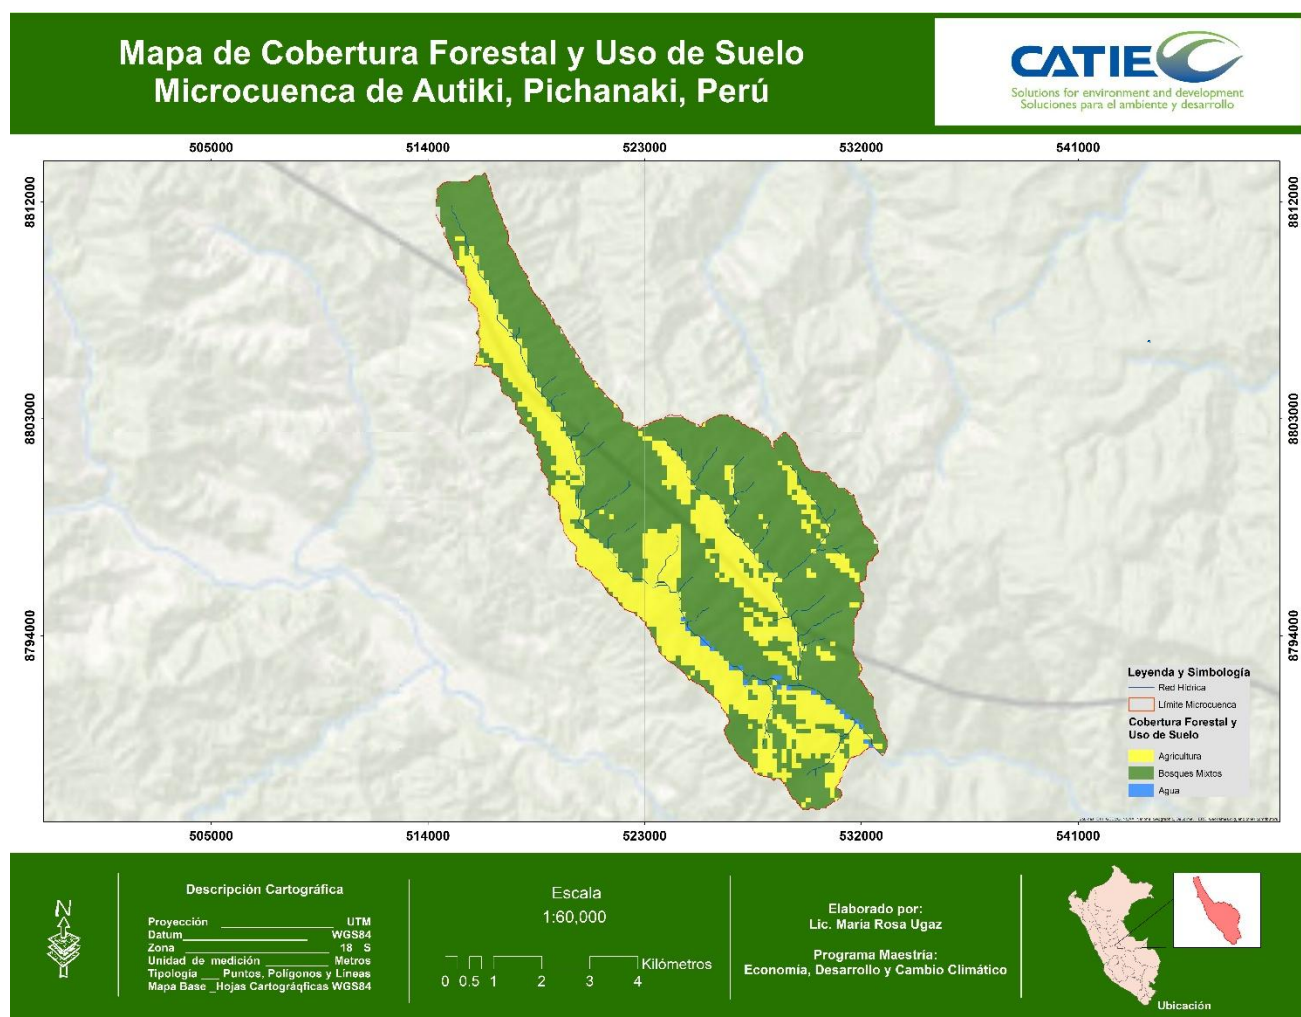 Mapa de Cobertura Forestal y Uso de Suelo
Microcuenca de Autiki, Pichanaki, Perú
CATIE
Solutions for environment and development
Soluciones para el ambiente y desarrollo
505000 514000 523000 532000 541000
8812000 8812000
8803000 8803000
8794000 8794000
Leyenda y Simbología
Red Hídrica
Límite Microcuenca
Cobertura Forestal y
Uso de Suelo
Agricultura
Bosques Mixtos
Agua
505000 514000 523000 532000 541000
N
Descripción Cartográfica
Proyección UTM
Datum WGS84
Zona 18 S
Unidad de medición Metros
Tipología Puntos, Polígonos y Líneas
Mapa Base _Hojas Cartográqficas WGS84
Escala
1:60,000
Kilómetros
0 0.5 1 2 3 4
Elaborado por:
Lic. María Rosa Ugaz
Programa Maestría:
Economía, Desarrollo y Cambio Climático
Ubicación